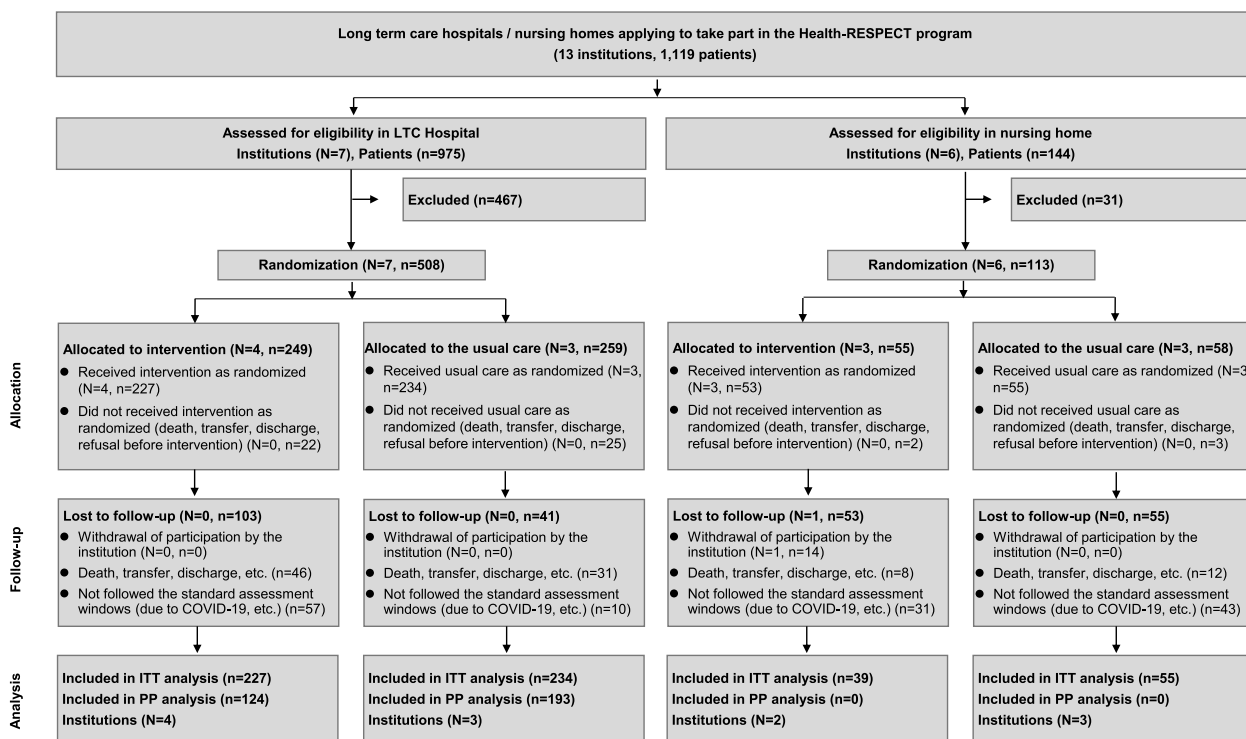 Long term care hospitals / nursing homes applying to take part in the Health-RESPECT program
(13 institutions, 1,119 patients)
Assessed for eligibility in LTC Hospital
Institutions (N=7), Patients (n=975)
Assessed for eligibility in nursing home
Institutions (N=6), Patients (n=144)
Excluded (n=467)
Excluded (n=31)
Randomization (N=7, n=508)
Randomization (N=6, n=113)
Allocation
Allocated to intervention (N=4, n=249)
● Received intervention as randomized
(N=4, n=227)
● Did not received intervention as
randomized (death, transfer, discharge,
refusal before intervention) (N=0, n=22)
Allocated to the usual care (N=3, n=259)
● Received usual care as randomized (N=3,
n=234)
● Did not received usual care as
randomized (death, transfer, discharge,
refusal before intervention) (N=0, n=25)
Allocated to intervention (N=3, n=55)
● Received intervention as randomized
(N=3, n=53)
● Did not received intervention as
randomized (death, transfer, discharge,
refusal before intervention) (N=0, n=2)
Allocated to the usual care (N=3, n=58)
● Received usual care as randomized (N=3
n=55)
● Did not received usual care as
randomized (death, transfer, discharge,
refusal before intervention) (N=0, n=3)
Follow-up
Lost to follow-up (N=0, n=103)
● Withdrawal of participation by the
institution (N=0, n=0)
● Death, transfer, discharge, etc. (n=46)
● Not followed the standard assessment
windows (due to COVID-19, etc.) (n=57)
Lost to follow-up (N=0, n=41)
● Withdrawal of participation by the
institution (N=0, n=0)
● Death, transfer, discharge, etc. (n=31)
● Not followed the standard assessment
windows (due to COVID-19, etc.) (n=10)
Lost to follow-up (N=1, n=53)
● Withdrawal of participation by the
institution (N=1, n=14)
● Death, transfer, discharge, etc. (n=8)
● Not followed the standard assessment
windows (due to COVID-19, etc.) (n=31)
Lost to follow-up (N=0, n=55)
● Withdrawal of participation by the
institution (N=0, n=0)
● Death, transfer, discharge, etc. (n=12)
● Not followed the standard assessment
windows (due to COVID-19, etc.) (n=43)
Analysis
Included in ITT analysis (n=227)
Included in PP analysis (n=124)
Institutions (N=4)
Included in ITT analysis (n=234)
Included in PP analysis (n=193)
Institutions (N=3)
Included in ITT analysis (n=39)
Included in PP analysis (n=0)
Institutions (N=2)
Included in ITT analysis (n=55)
Included in PP analysis (n=0)
Institutions (N=3)